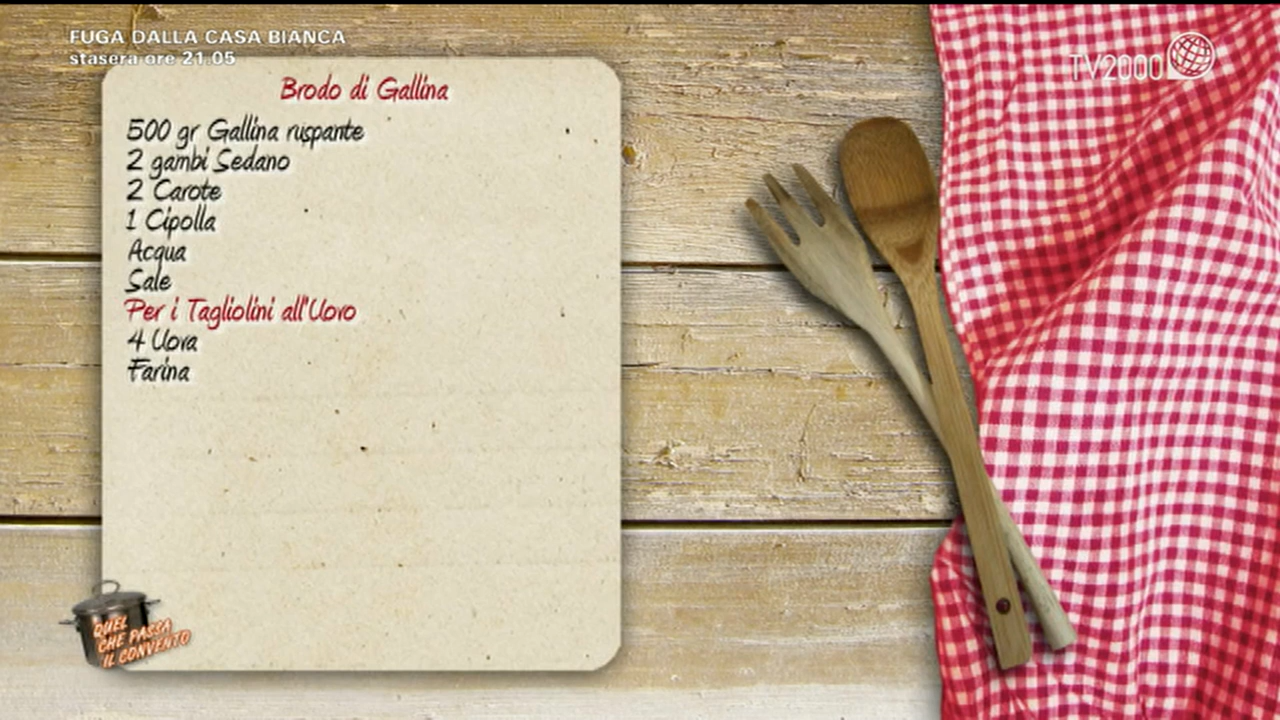 FUGA DALLA CASA BIANCA
stasera ore 21.05
TV2000
Brodo di Gallina
500 gr Gallina ruspante
2 gambi Sedano
2 Carote
1 Cipolla
Acqua
Sale
Per i Tagliolini all'Uovo
4 Uova
Farina
QUEL
CHE PASSA
IL CONVENTO